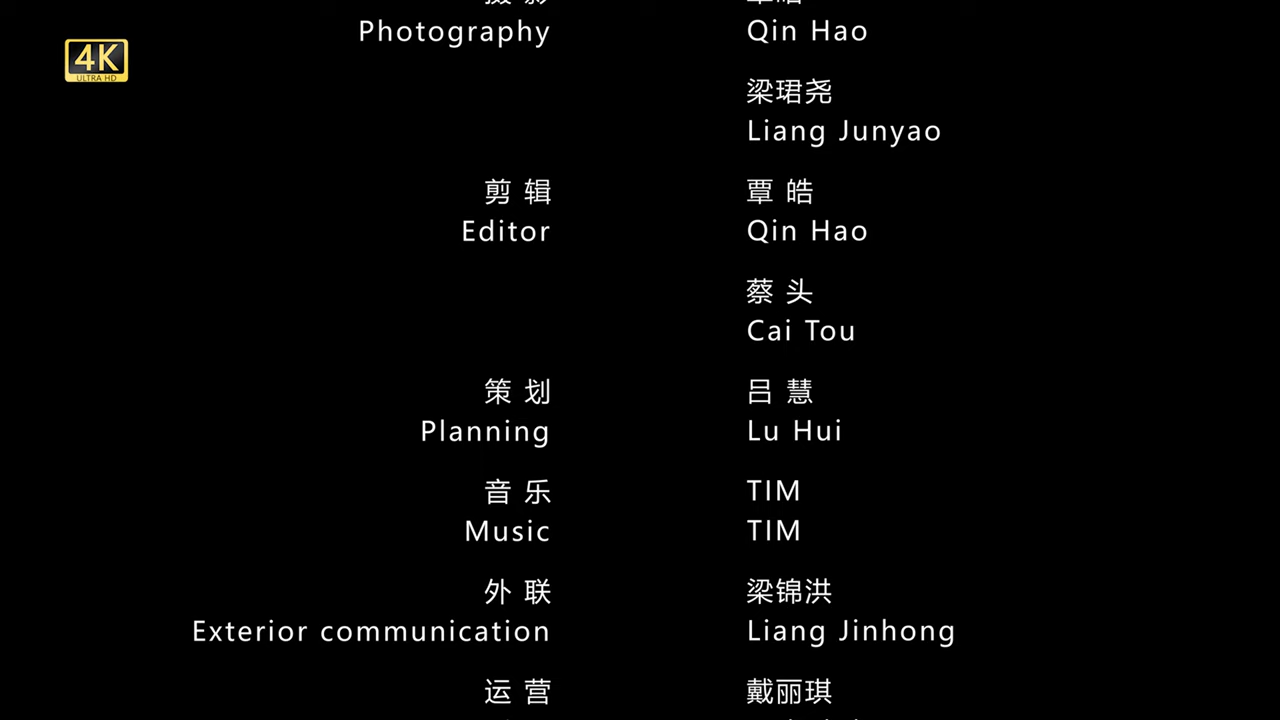 4K
ULTRA HD
Photography
Qin Hao
梁珺尧
Liang Junyao
剪 辑
覃 皓
Editor
Qin Hao
蔡 头
Cai Tou
策 划
吕 慧
Planning
Lu Hui
音 乐
TIM
Music
TIM
外 联
梁锦洪
Exterior communication
Liang Jinhong
运 营
戴丽琪